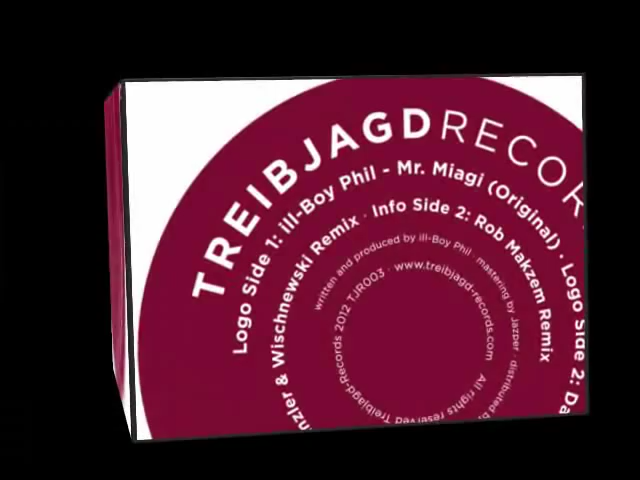 TREIBJAGDRECOR
Logo Side 1: ill-Boy Phil - Mr. Miagi (Original) · Logo Side 2: Da
nzler & Wischnewski Remix · Info Side 2: Rob Makzem Remix
written and produced by ill-Boy Phil · mastering by Jazper · distributed b
Treibjagd-Records 2012 TJR003 · www.treibjagd-records.com
All rights reserved